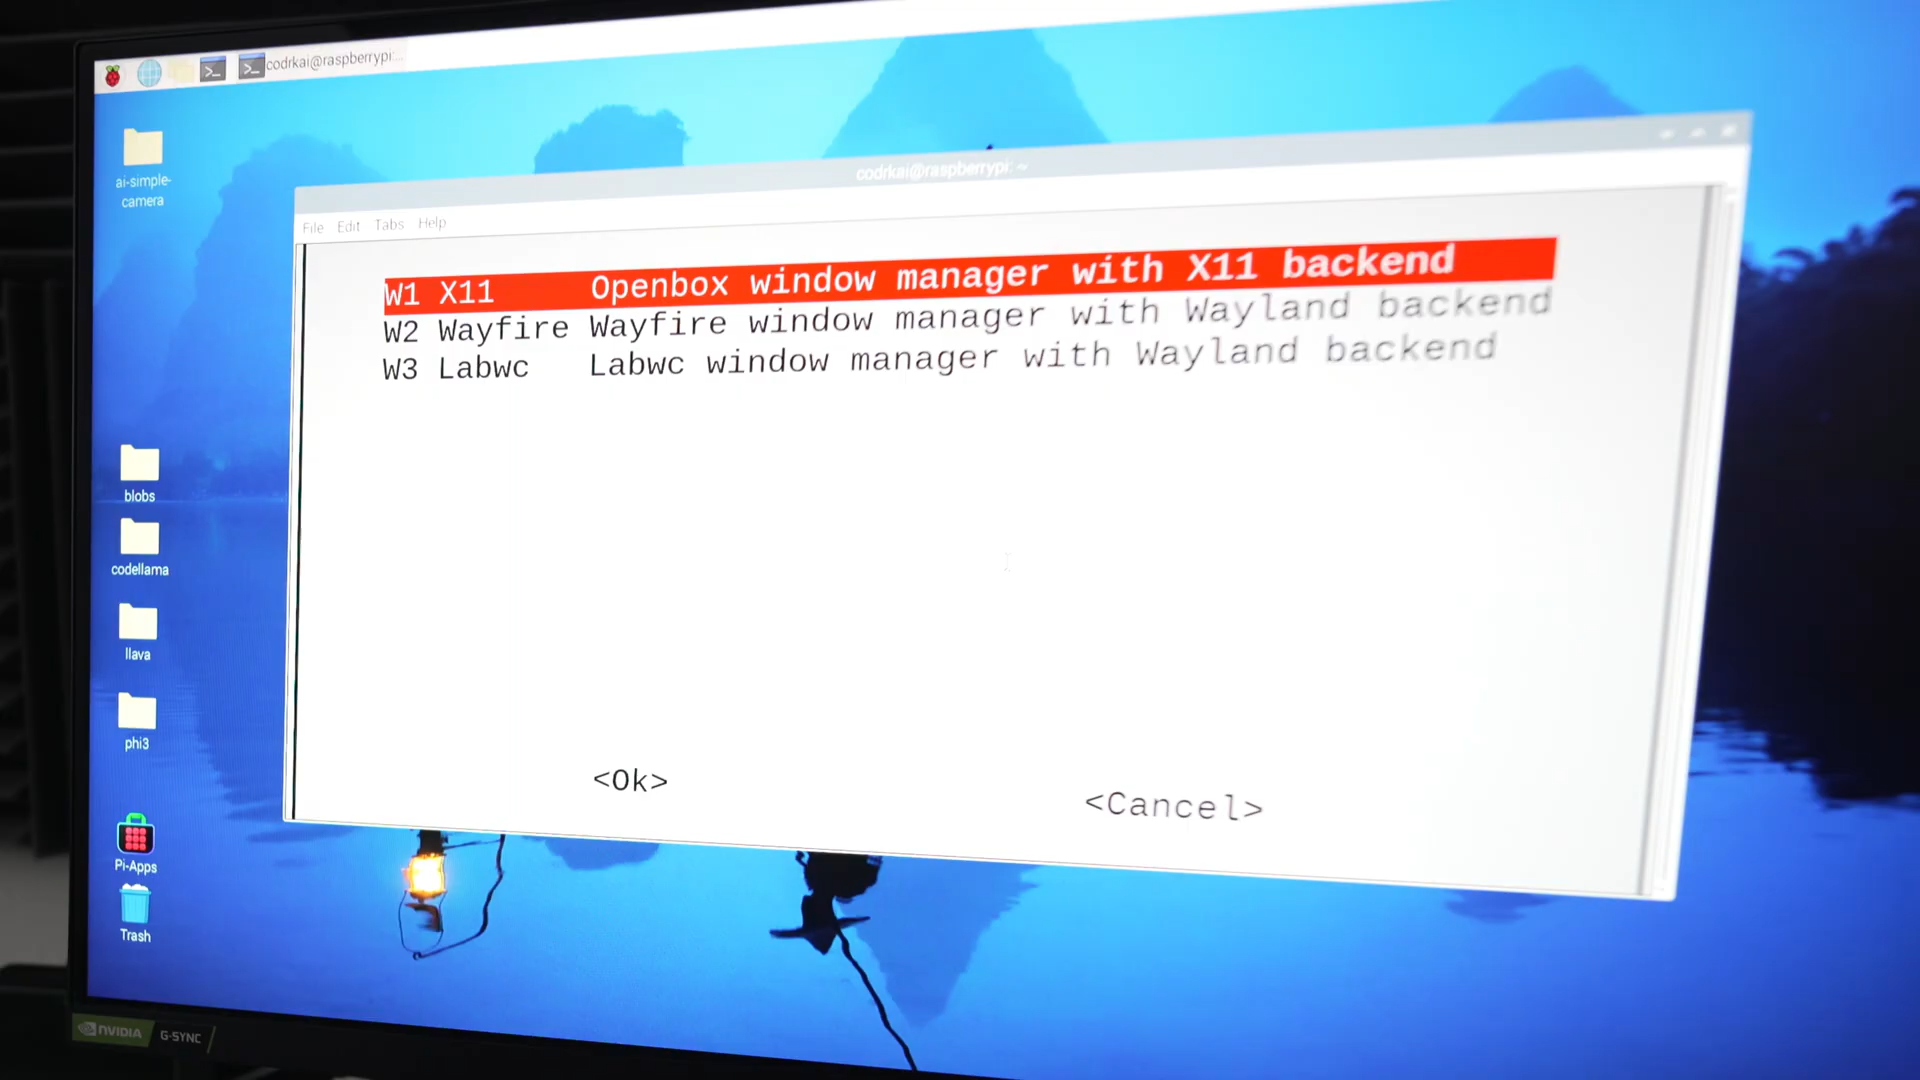 codrkai@raspberrypi:...
ai-simple-
camera
codrkai@raspberrypi: ~
File Edit Tabs Help
W1 X11 Openbox window manager with X11 backend
W2 Wayfire Wayfire window manager with Wayland backend
W3 Labwc Labwc window manager with Wayland backend
blobs
codellama
llava
phi3
<Ok>
<Cancel>
Pi-Apps
Trash
NVIDIA G-SYNC